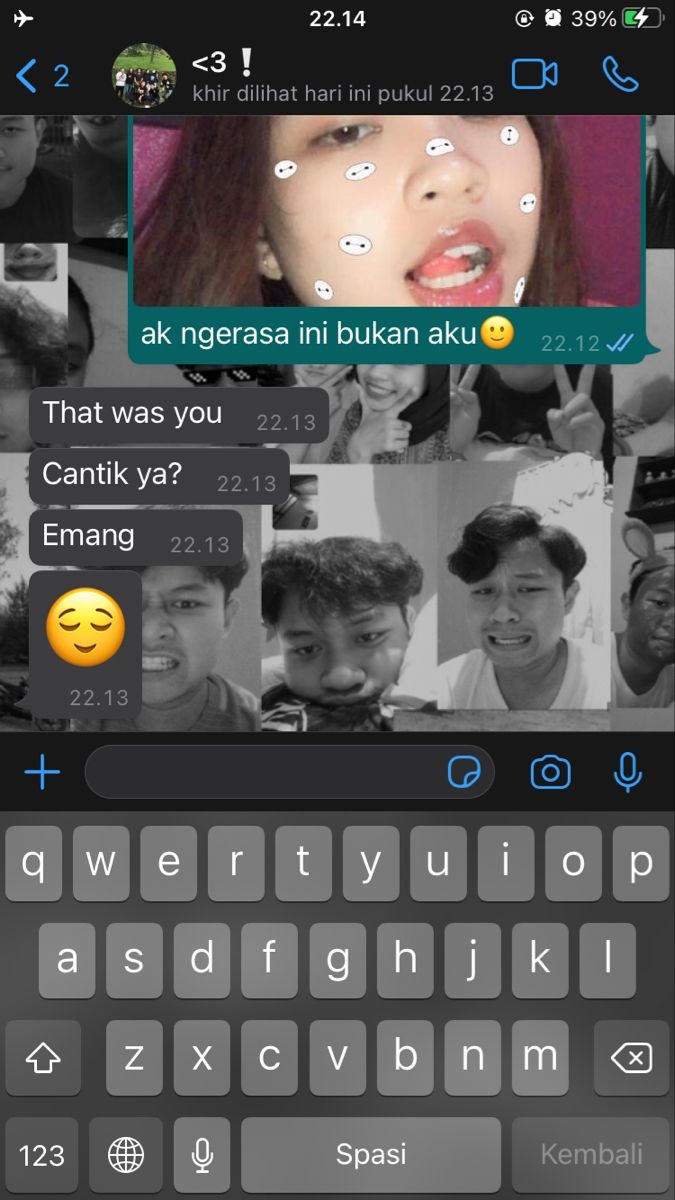 22.14
39%
2
<3❗
khir dilihat hari ini pukul 22.13
ak ngerasa ini bukan aku🙂
22.12
That was you
22.13
Cantik ya?
22.13
Emang
22.13
😌
22.13
q w e r t y u i o p
a s d f g h j k l
z x c v b n m
123
Spasi
Kembali